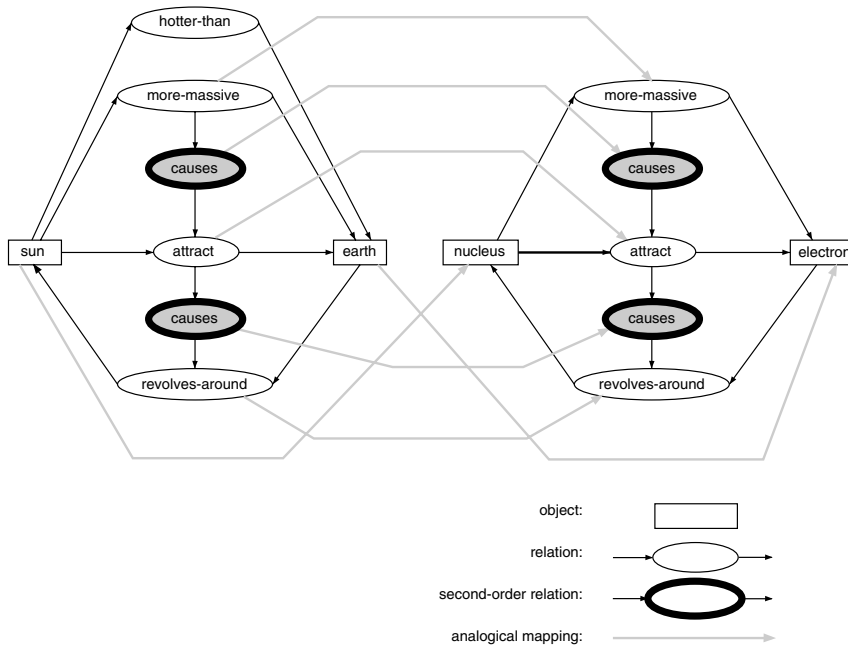 hotter-than
more-massive
more-massive
causes
causes
sun
attract
earth
nucleus
attract
electron
causes
causes
revolves-around
revolves-around
object:
relation:
second-order relation:
analogical mapping: